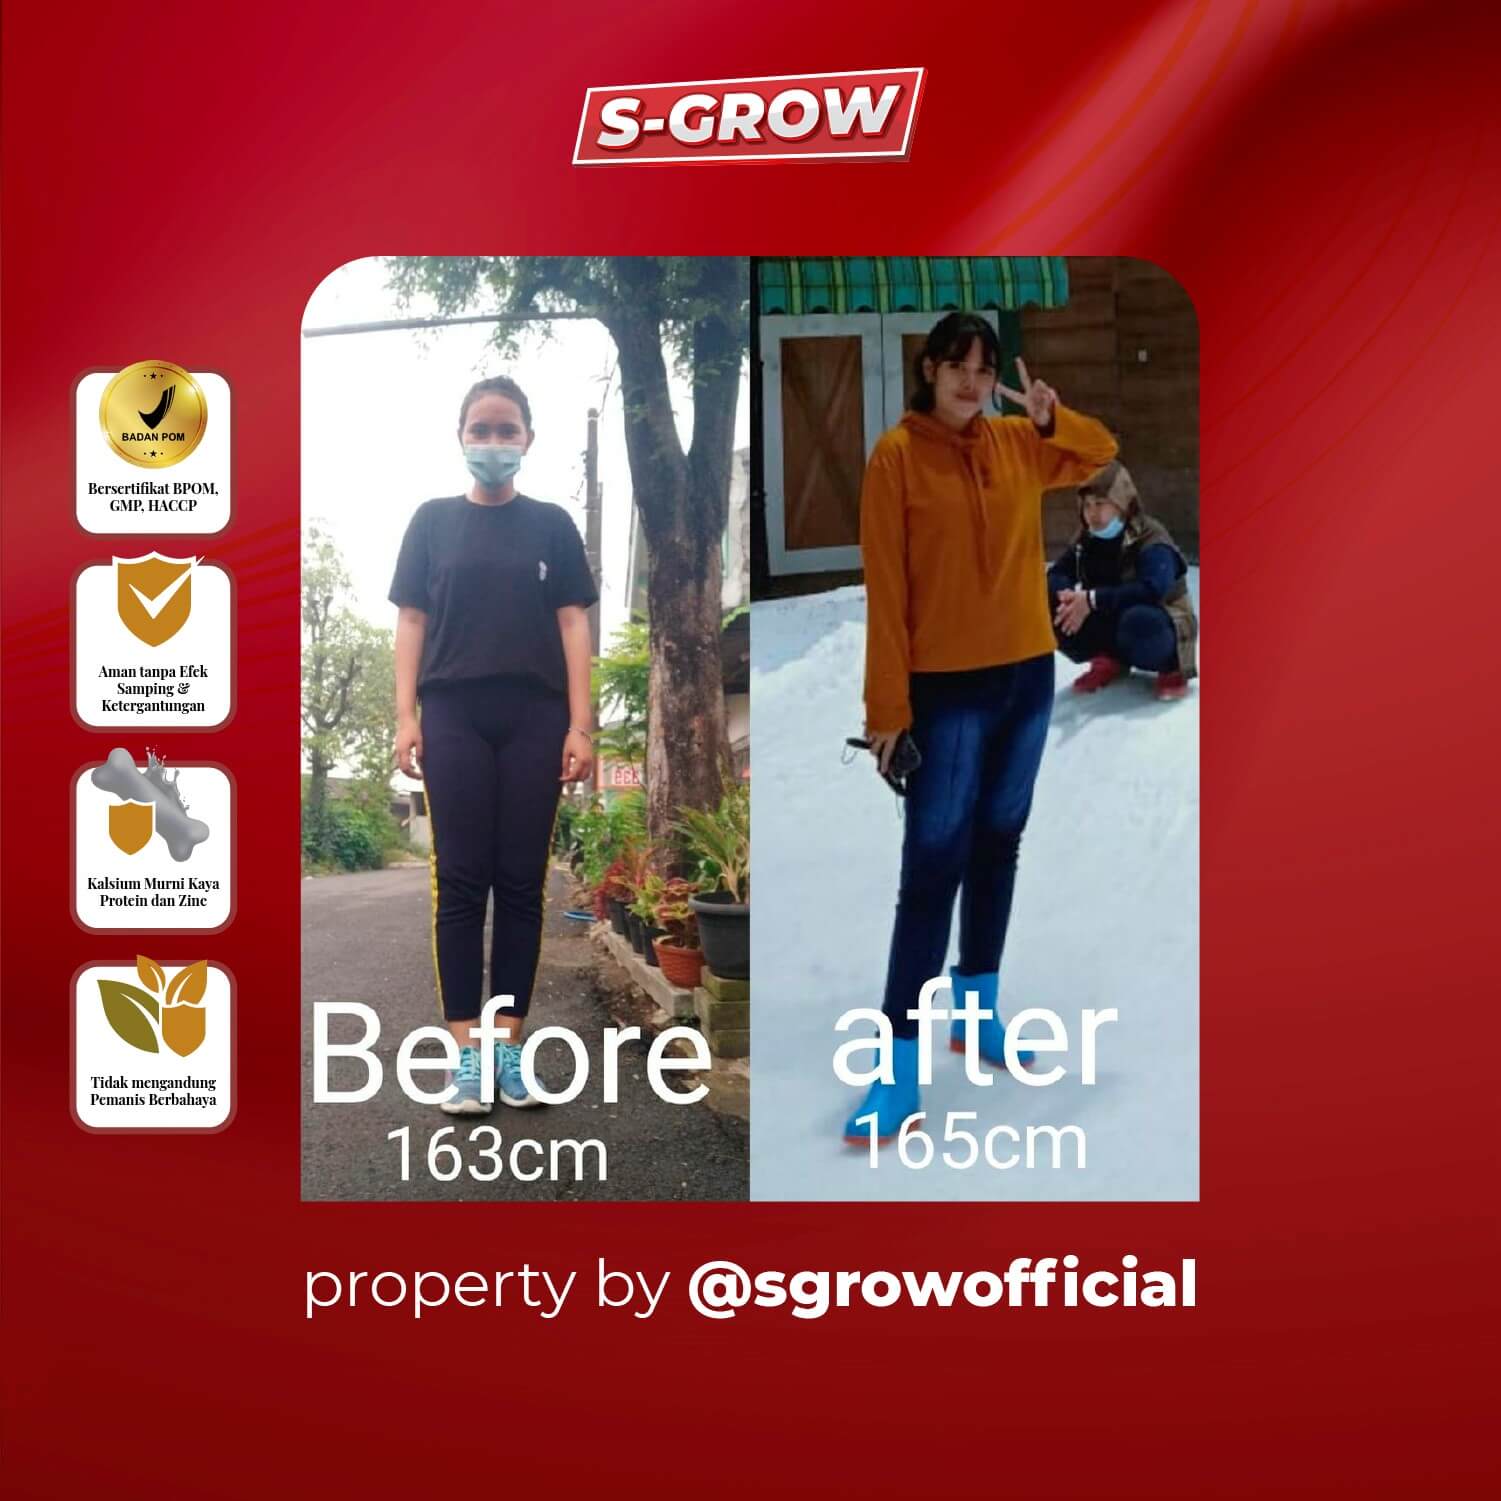 S-GROW
BADAN POM
Bersertifikat BPOM,
GMP, HACCP
Aman tanpa Efek
Samping &
Ketergantungan
Kalsium Murni Kaya
Protein dan Zinc
Tidak mengandung
Pemanis Berbahaya
Before
163cm
after
165cm
property by @sgrowofficial